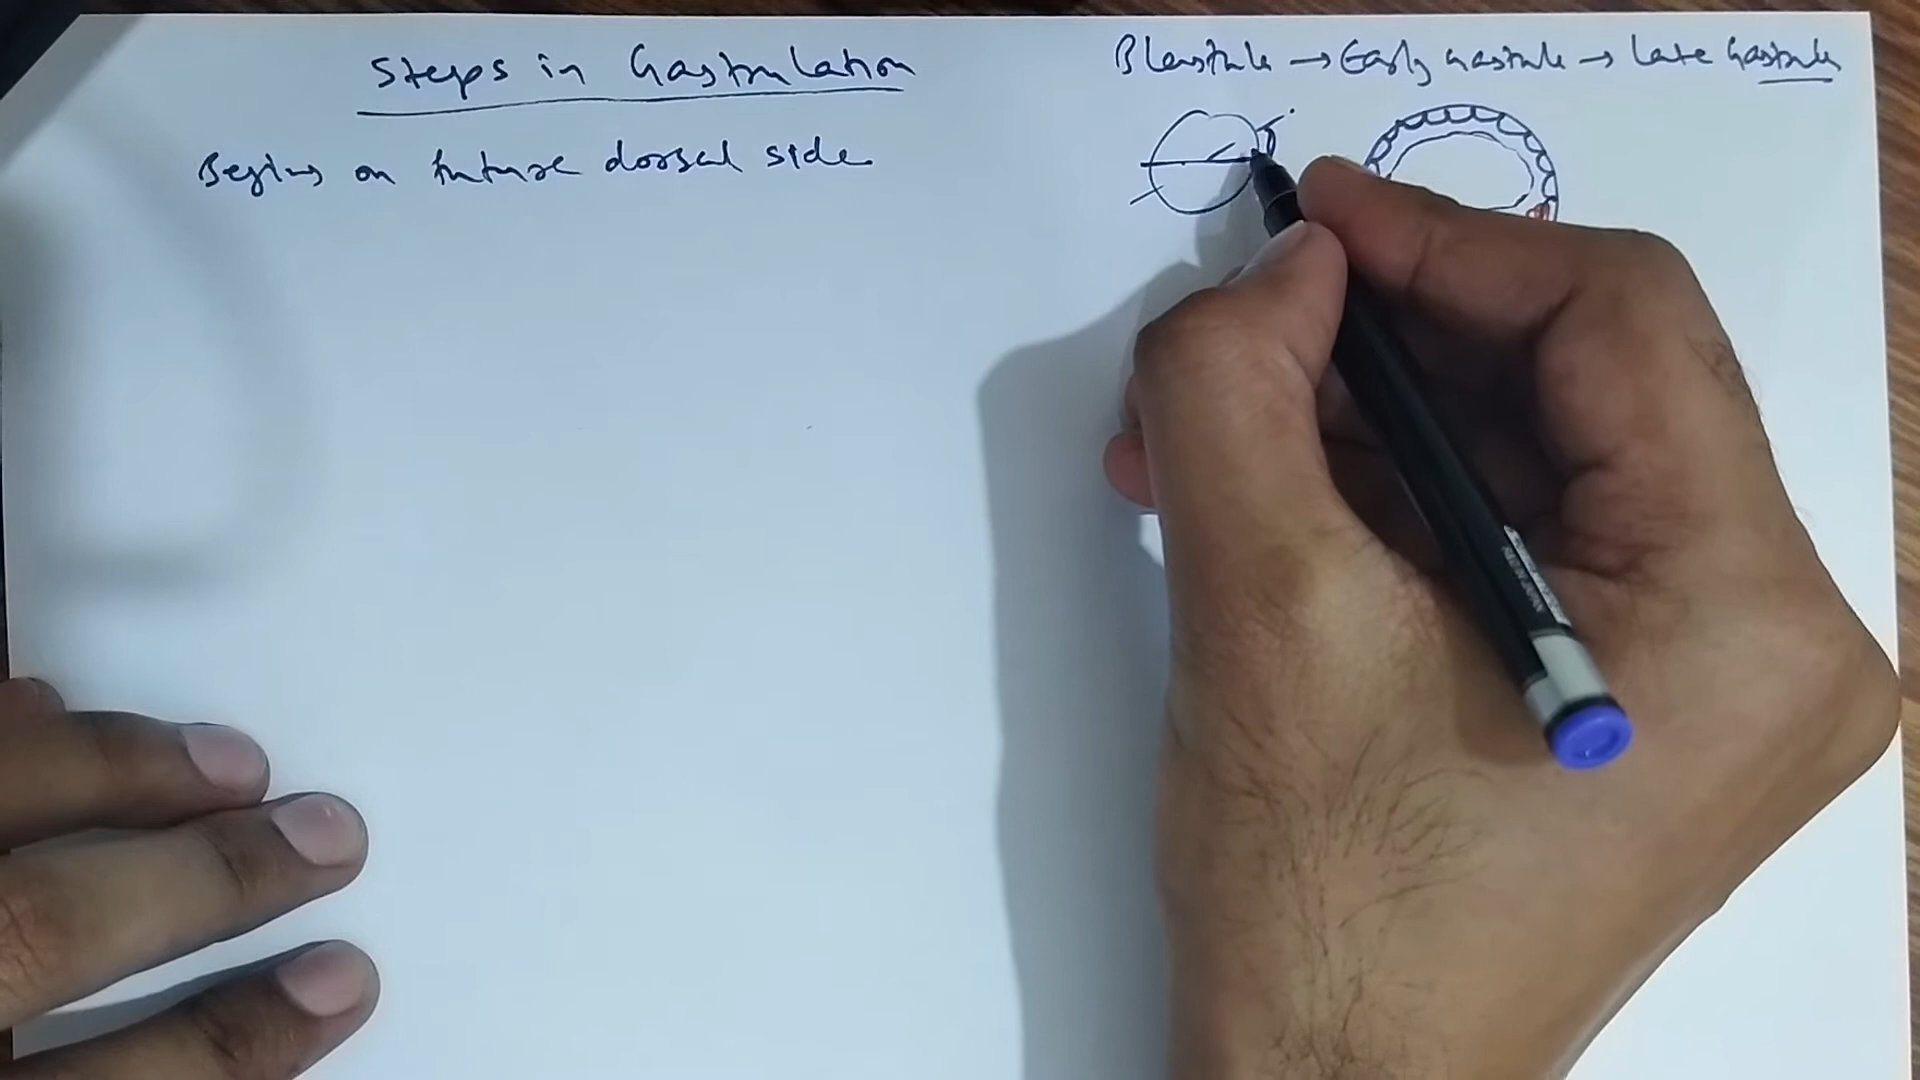 Steps in Gastrulation
Begins on future dorsal side
Blastula → Early Gastrula → Late Gastrula